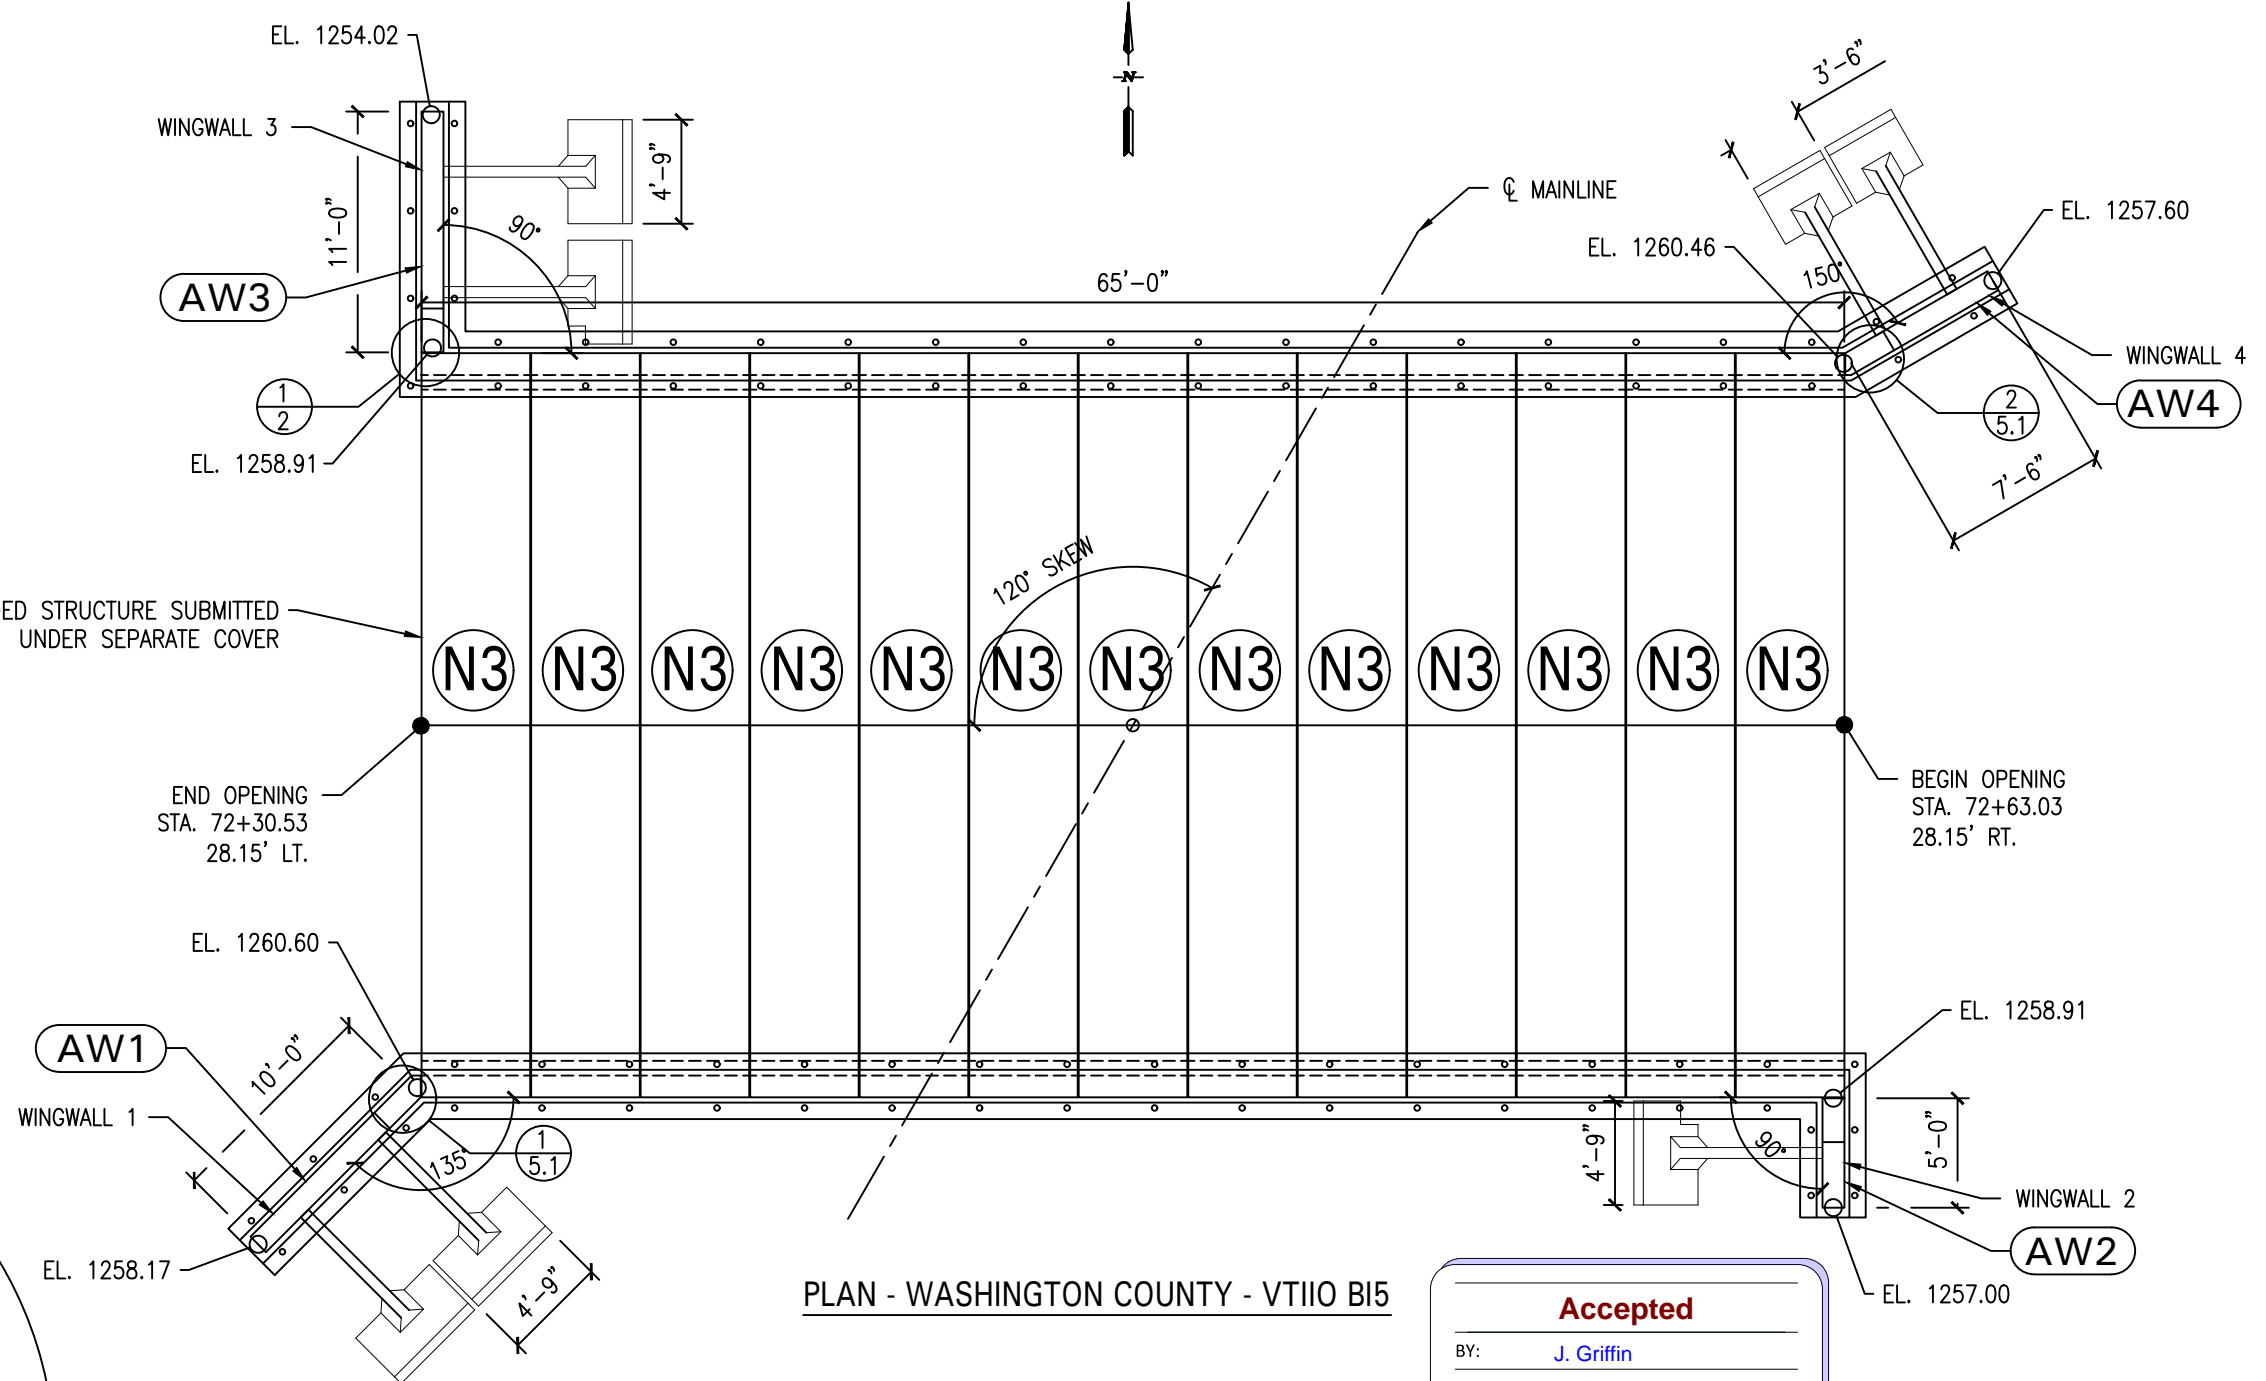 EL. 1254.02
N
3'-6"
WINGWALL 3
4'-9"
℄ MAINLINE
EL. 1257.60
11'-0"
90°
EL. 1260.46
150°
65'-0"
AW3
WINGWALL 4
AW4
1
2
2
5.1
EL. 1258.91
7'-6"
120° SKEW
ED STRUCTURE SUBMITTED
UNDER SEPARATE COVER
N3 N3 N3 N3 N3 N3 N3 N3 N3 N3 N3 N3 N3
END OPENING
STA. 72+30.53
28.15' LT.
BEGIN OPENING
STA. 72+63.03
28.15' RT.
EL. 1260.60
EL. 1258.91
AW1
10'-0"
WINGWALL 1
135°
1
5.1
4'-9"
90°
5'-0"
WINGWALL 2
AW2
EL. 1258.17
4'-9"
EL. 1257.00
PLAN - WASHINGTON COUNTY - VT110 B15
Accepted
BY: J. Griffin